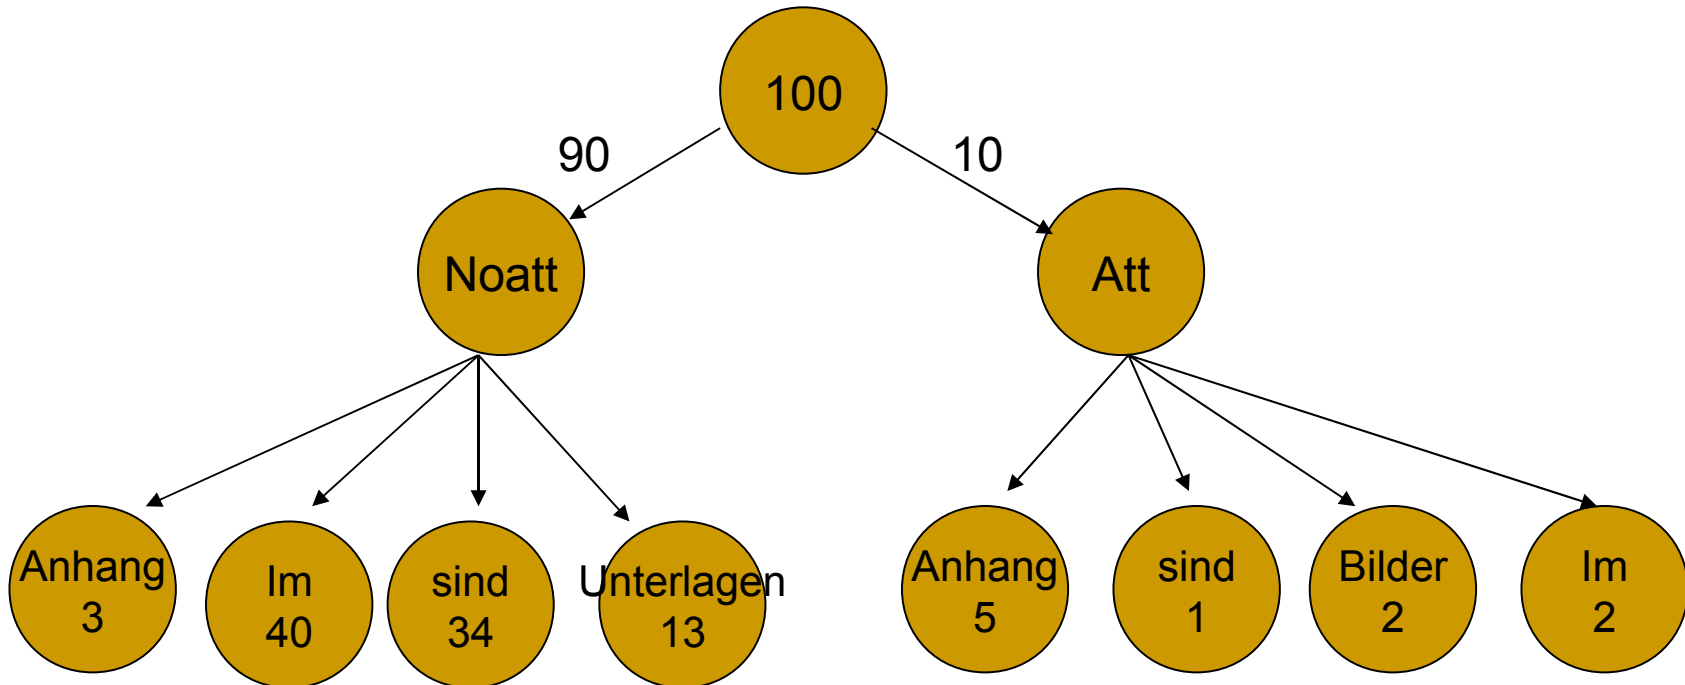 100
90
10
Noatt
Att
Anhang
3
Im
40
sind
34
Unterlagen
13
Anhang
5
sind
1
Bilder
2
Im
2